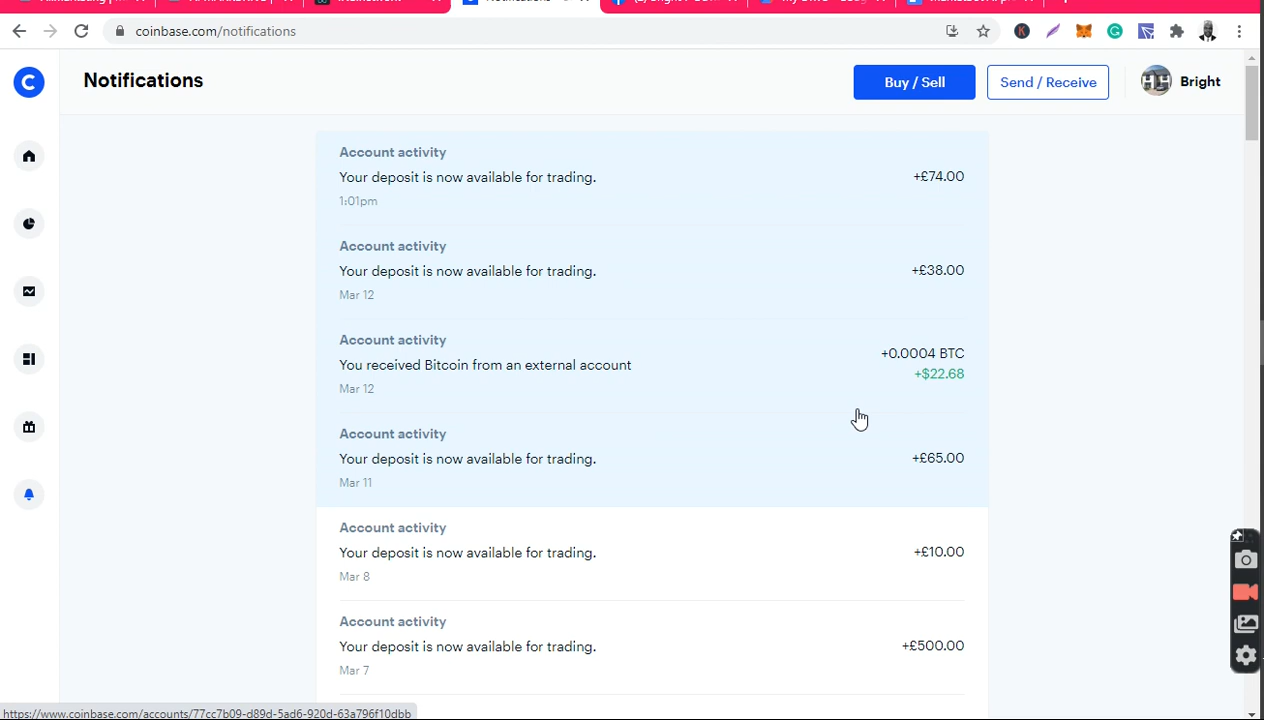 coinbase.com/notifications
Notifications
Buy / Sell
Send / Receive
Bright
Account activity
Your deposit is now available for trading.
+£74.00
1:01pm
Account activity
Your deposit is now available for trading.
+£38.00
Mar 12
Account activity
You received Bitcoin from an external account
+0.0004 BTC
+$22.68
Mar 12
Account activity
Your deposit is now available for trading.
+£65.00
Mar 11
Account activity
Your deposit is now available for trading.
+£10.00
Mar 8
Account activity
Your deposit is now available for trading.
+£500.00
Mar 7
https://www.coinbase.com/accounts/77cc7b09-d89d-5ad6-920d-63a796f10dbb